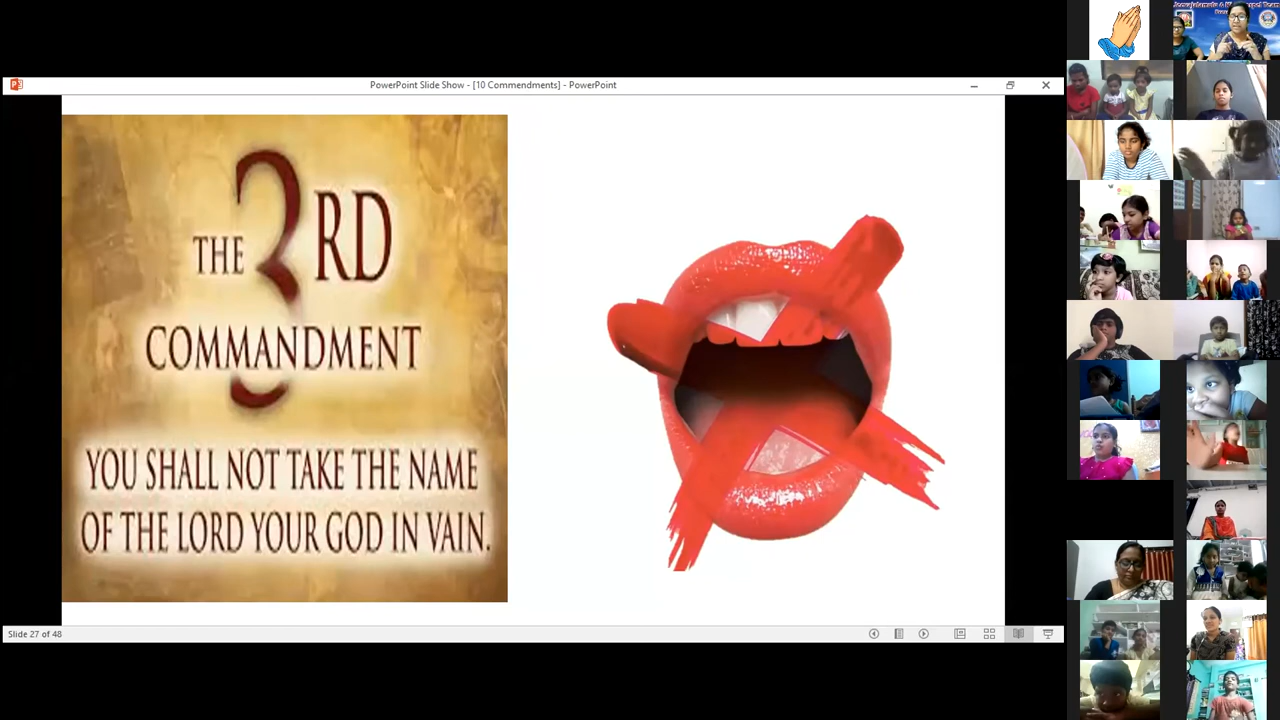 PowerPoint Slide Show - [10 Commendments] - PowerPoint
THE 3RD
COMMANDMENT
YOU SHALL NOT TAKE THE NAME
OF THE LORD YOUR GOD IN VAIN.
Slide 27 of 48